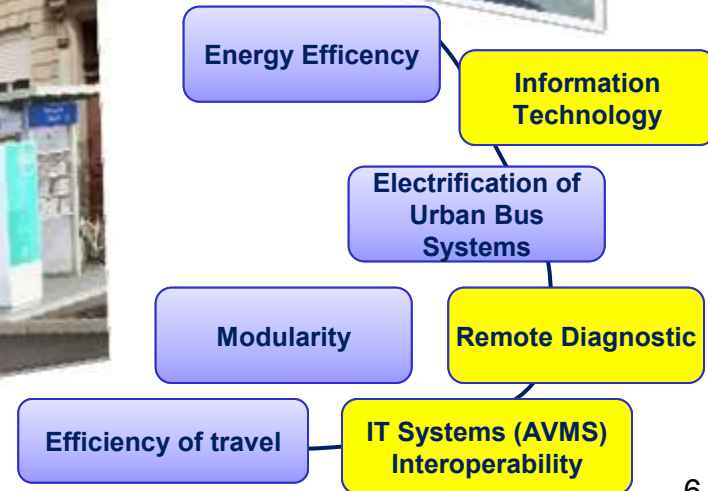 Energy Efficency
Information
Technology
Electrification of
Urban Bus
Systems
Modularity
Remote Diagnostic
Efficiency of travel
IT Systems (AVMS)
Interoperability